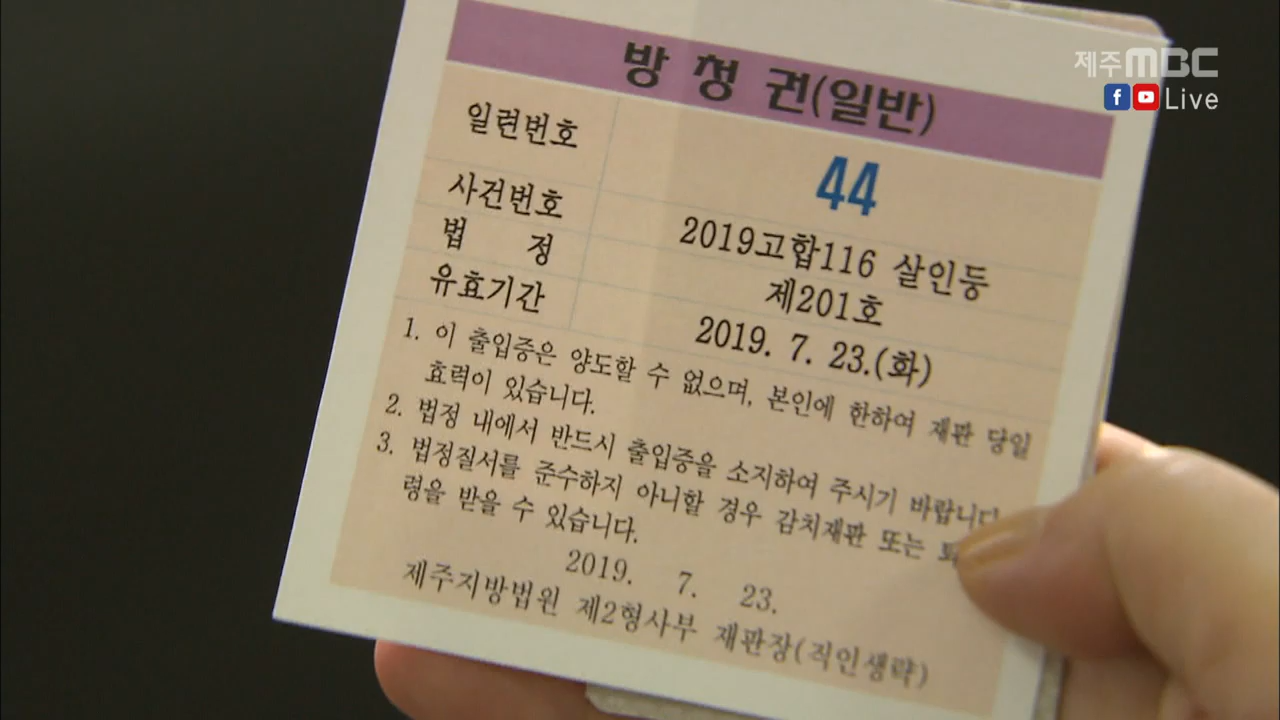 제주MBC
Live
방 청 권(일반)
일련번호 44
사건번호 2019고합116 살인등
법 정 제201호
유효기간 2019. 7. 23.(화)
1. 이 출입증은 양도할 수 없으며, 본인에 한하여 재판 당일
효력이 있습니다.
2. 법정 내에서 반드시 출입증을 소지하여 주시기 바랍니다
3. 법정질서를 준수하지 아니할 경우 감치재판 또는 퇴
령을 받을 수 있습니다.
2019. 7. 23.
제주지방법원 제2형사부 재판장(직인생략)